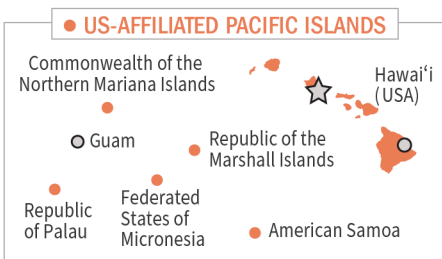 US-AFFILIATED PACIFIC ISLANDS
Commonwealth of the
Northern Mariana Islands
Hawaiʻi
(USA)
Guam
Republic of the
Marshall Islands
Republic
of Palau
Federated
States of
Micronesia
American Samoa